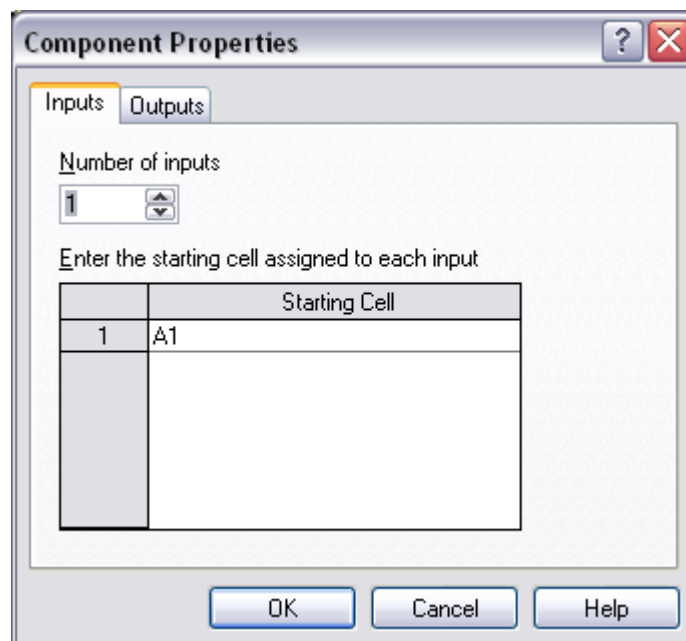 Component Properties
?
Inputs Outputs
Number of inputs
1
Enter the starting cell assigned to each input
Starting Cell
1 A1
OK Cancel Help